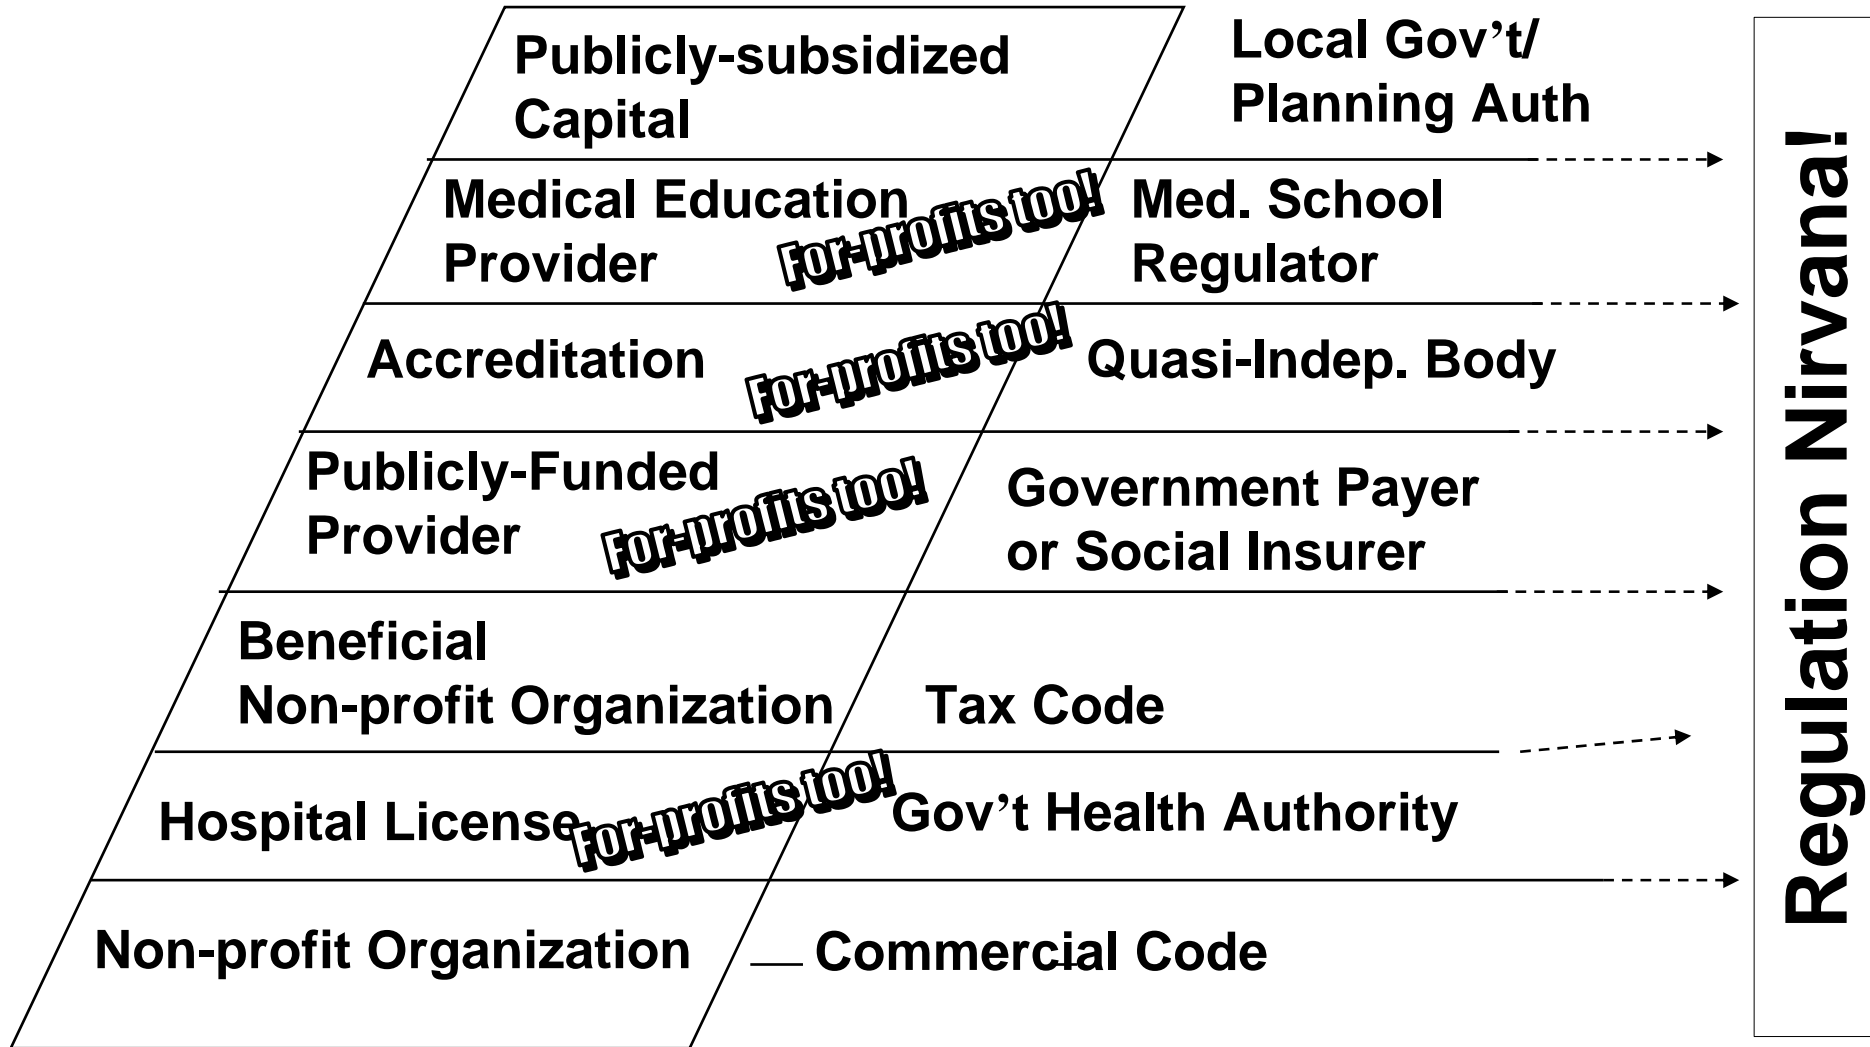 Publicly-subsidized
Capital
Local Gov’t/
Planning Auth
Medical Education
Provider
For-profits too!
Med. School
Regulator
Accreditation
For-profits too!
Quasi-Indep. Body
Publicly-Funded
Provider
For-profits too!
Government Payer
or Social Insurer
Beneficial
Non-profit Organization
Tax Code
Hospital License
For-profits too!
Gov’t Health Authority
Non-profit Organization
Commercial Code
Regulation Nirvana!